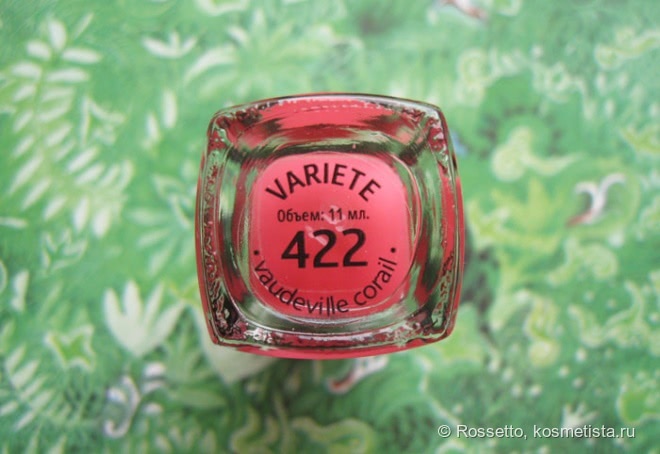 VARIETE
Объем: 11 мл.
422
• vaudeville corail •
© Rossetto, kosmetista.ru